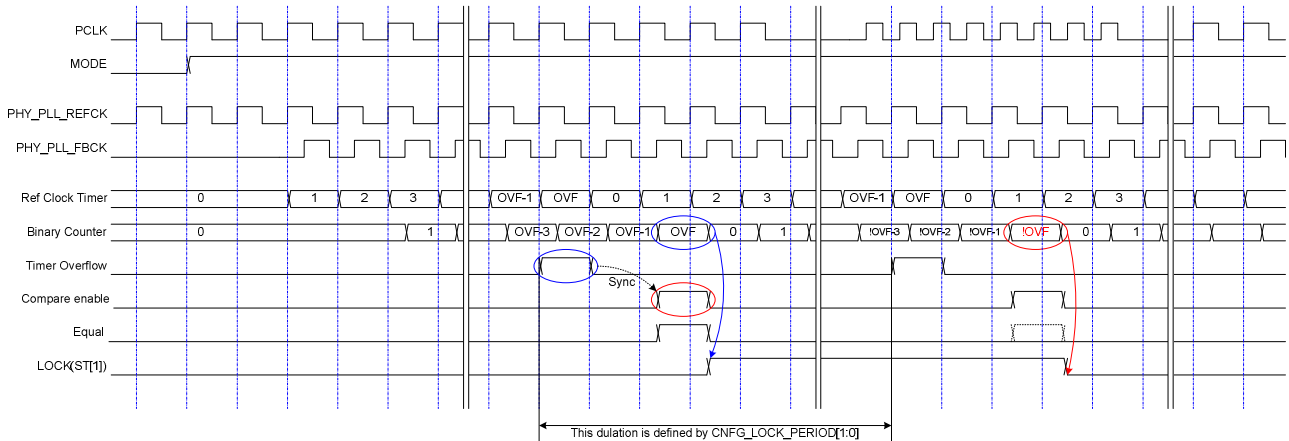 PCLK
MODE
PHY_PLL_REFCK
PHY_PLL_FBCK
Ref Clock Timer 0 1 2 3 OVF-1 OVF 0 1 2 3 OVF-1 OVF 0 1 2 3
Binary Counter 0 1 OVF-3 OVF-2 OVF-1 OVF 0 1 !OVF-3 !OVF-2 !OVF-1 !OVF 0 1
Timer Overflow
Sync
Compare enable
Equal
LOCK(ST[1])
This dulation is defined by CNFG_LOCK_PERIOD[1:0]